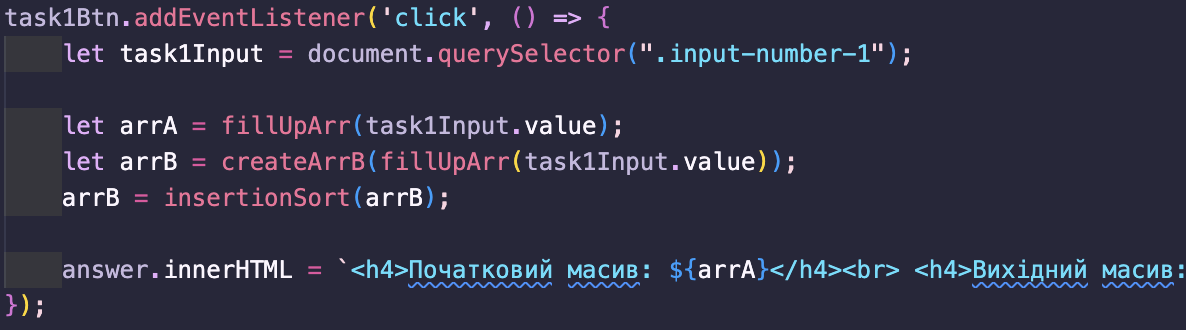 task1Btn.addEventListener('click', () => {
let task1Input = document.querySelector(".input-number-1");
let arrA = fillUpArr(task1Input.value);
let arrB = createArrB(fillUpArr(task1Input.value));
arrB = insertionSort(arrB);
answer.innerHTML = `<h4>Початковий масив: ${arrA}</h4><br> <h4>Вихідний масив:
});